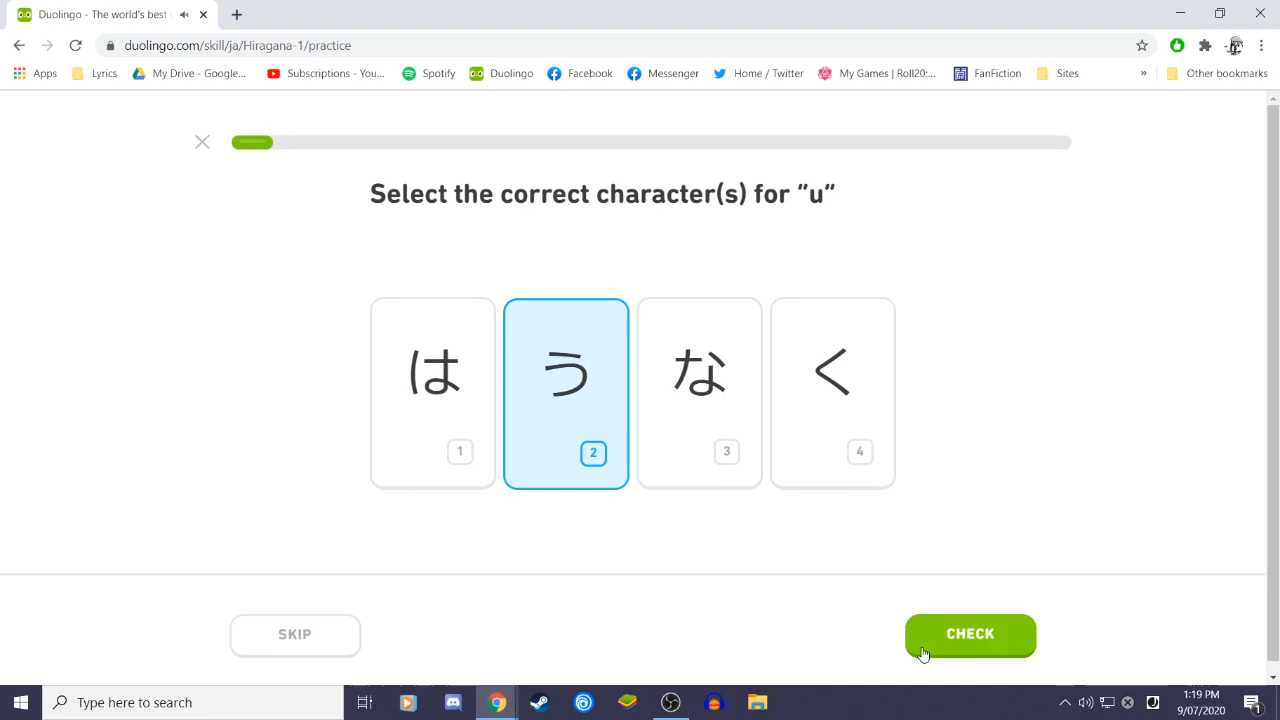 Duolingo - The world's best
duolingo.com/skill/ja/Hiragana-1/practice
Apps Lyrics My Drive - Google... Subscriptions - You... Spotify Duolingo Facebook Messenger Home / Twitter My Games | Roll20:... FanFiction Sites » Other bookmarks
Select the correct character(s) for "u"
は う な く
1 2 3 4
SKIP CHECK
Type here to search
1:19 PM
9/07/2020
1